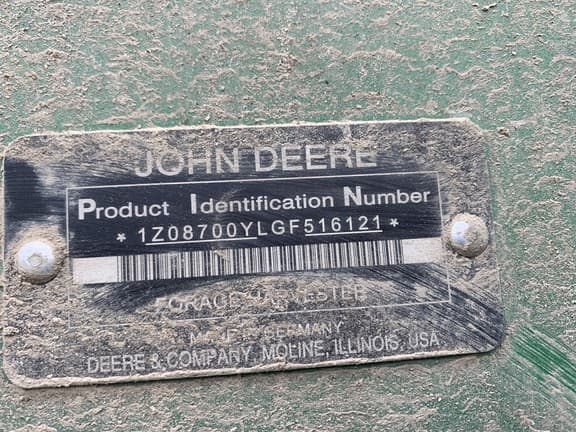 JOHN DEERE
Product Identification Number
* 1Z08700YLGF516121 *
FORAGE HARVESTER
MADE IN GERMANY
DEERE & COMPANY, MOLINE, ILLINOIS, USA